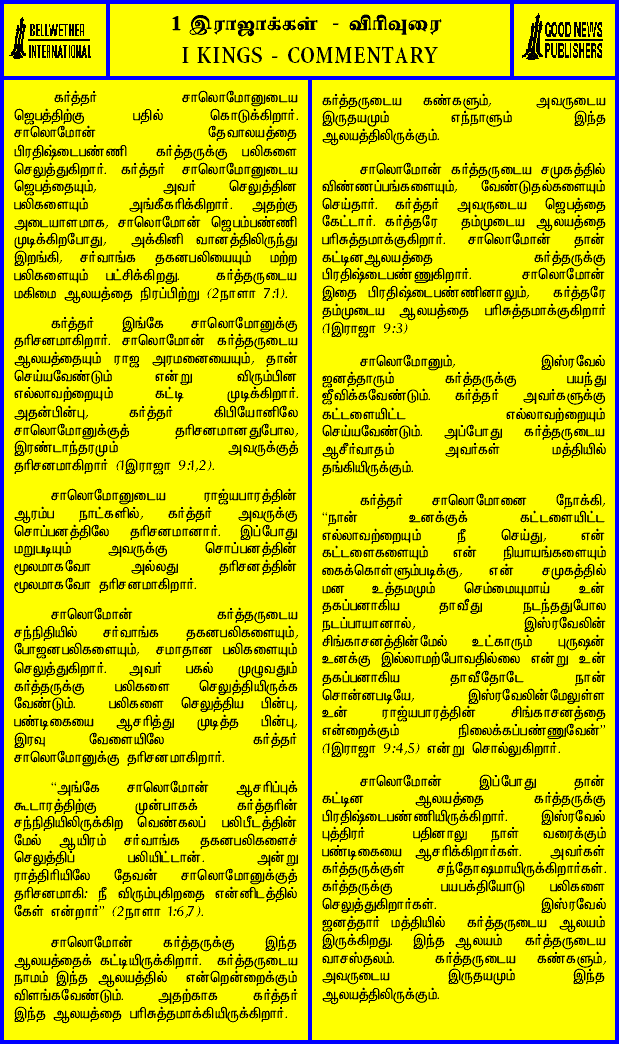 BELLWETHER
INTERNATIONAL
1 இராஜாக்கள் - விரிவுரை
I KINGS - COMMENTARY
GOOD NEWS
PUBLISHERS
கர்த்தர் சாலொமோனுடைய
ஜெபத்திற்கு பதில் கொடுக்கிறார்.
சாலொமோன் தேவாலயத்தை
பிரதிஷ்டைபண்ணி கர்த்தருக்கு பலிகளை
செலுத்துகிறார். கர்த்தர் சாலொமோனுடைய
ஜெபத்தையும், அவர் செலுத்தின
பலிகளையும் அங்கீகரிக்கிறார். அதற்கு
அடையாளமாக, சாலொமோன் ஜெபம்பண்ணி
முடிக்கிறபோது, அக்கினி வானத்திலிருந்து
இறங்கி, சர்வாங்க தகனபலியையும் மற்ற
பலிகளையும் பட்சிக்கிறது. கர்த்தருடைய
மகிமை ஆலயத்தை நிரப்பிற்று (2நாளா 7:1).
கர்த்தர் இங்கே சாலொமோனுக்கு
தரிசனமாகிறார். சாலொமோன் கர்த்தருடைய
ஆலயத்தையும் ராஜ அரமனையையும், தான்
செய்யவேண்டும் என்று விரும்பின
எல்லாவற்றையும் கட்டி முடிக்கிறார்.
அதன்பின்பு, கர்த்தர் கிபியோனிலே
சாலொமோனுக்குத் தரிசனமானதுபோல,
இரண்டாந்தரமும் அவருக்குத்
தரிசனமாகிறார் (1இராஜா 9:1,2).
சாலொமோனுடைய ராஜ்யபாரத்தின்
ஆரம்ப நாட்களில், கர்த்தர் அவருக்கு
சொப்பனத்திலே தரிசனமானார். இப்போது
மறுபடியும் அவருக்கு சொப்பனத்தின்
மூலமாகவோ அல்லது தரிசனத்தின்
மூலமாகவோ தரிசனமாகிறார்.
சாலொமோன் கர்த்தருடைய
சந்நிதியில் சர்வாங்க தகனபலிகளையும்,
போஜனபலிகளையும், சமாதான பலிகளையும்
செலுத்துகிறார். அவர் பகல் முழுவதும்
கர்த்தருக்கு பலிகளை செலுத்தியிருக்க
வேண்டும். பலிகளை செலுத்திய பின்பு,
பண்டிகையை ஆசரித்து முடித்த பின்பு,
இரவு வேளையிலே கர்த்தர்
சாலொமோனுக்கு தரிசனமாகிறார்.
“அங்கே சாலொமோன் ஆசரிப்புக்
கூடாரத்திற்கு முன்பாகக் கர்த்தரின்
சந்நிதியிலிருக்கிற வெண்கலப் பலிபீடத்தின்
மேல் ஆயிரம் சர்வாங்க தகனபலிகளைச்
செலுத்திப் பலியிட்டான். அன்று
ராத்திரியிலே தேவன் சாலொமோனுக்குத்
தரிசனமாகி: நீ விரும்புகிறதை என்னிடத்தில்
கேள் என்றார்” (2நாளா 1:6,7).
சாலொமோன் கர்த்தருக்கு இந்த
ஆலயத்தைக் கட்டியிருக்கிறார். கர்த்தருடைய
நாமம் இந்த ஆலயத்தில் என்றென்றைக்கும்
விளங்கவேண்டும். அதற்காக கர்த்தர்
இந்த ஆலயத்தை பரிசுத்தமாக்கியிருக்கிறார்.
கர்த்தருடைய கண்களும், அவருடைய
இருதயமும் எந்நாளும் இந்த
ஆலயத்திலிருக்கும்.
சாலொமோன் கர்த்தருடைய சமுகத்தில்
விண்ணப்பங்களையும், வேண்டுதல்களையும்
செய்தார். கர்த்தர் அவருடைய ஜெபத்தை
கேட்டார். கர்த்தரே தம்முடைய ஆலயத்தை
பரிசுத்தமாக்குகிறார். சாலொமோன் தான்
கட்டினஆலயத்தை கர்த்தருக்கு
பிரதிஷ்டைபண்ணுகிறார். சாலொமோன்
இதை பிரதிஷ்டைபண்ணினாலும், கர்த்தரே
தம்முடைய ஆலயத்தை பரிசுத்தமாக்குகிறார்
(1இராஜா 9:3)
சாலொமோனும், இஸ்ரவேல்
ஜனத்தாரும் கர்த்தருக்கு பயந்து
ஜீவிக்கவேண்டும். கர்த்தர் அவர்களுக்கு
கட்டளையிட்ட எல்லாவற்றையும்
செய்யவேண்டும். அப்போது கர்த்தருடைய
ஆசீர்வாதம் அவர்கள் மத்தியில்
தங்கியிருக்கும்.
கர்த்தர் சாலொமோனை நோக்கி,
“நான் உனக்குக் கட்டளையிட்ட
எல்லாவற்றையும் நீ செய்து, என்
கட்டளைகளையும் என் நியாயங்களையும்
கைக்கொள்ளும்படிக்கு, என் சமுகத்தில்
மன உத்தமமும் செம்மையுமாய் உன்
தகப்பனாகிய தாவீது நடந்ததுபோல
நடப்பாயானால், இஸ்ரவேலின்
சிங்காசனத்தின்மேல் உட்காரும் புருஷன்
உனக்கு இல்லாமற்போவதில்லை என்று உன்
தகப்பனாகிய தாவீதோடே நான்
சொன்னபடியே, இஸ்ரவேலின்மேலுள்ள
உன் ராஜ்யபாரத்தின் சிங்காசனத்தை
என்றைக்கும் நிலைக்கப்பண்ணுவேன்”
(1இராஜா 9:4,5) என்று சொல்லுகிறார்.
சாலொமோன் இப்போது தான்
கட்டின ஆலயத்தை கர்த்தருக்கு
பிரதிஷ்டைபண்ணியிருக்கிறார். இஸ்ரவேல்
புத்திரர் பதினாலு நாள் வரைக்கும்
பண்டிகையை ஆசரிக்கிறார்கள். அவர்கள்
கர்த்தருக்குள் சந்தோஷமாயிருக்கிறார்கள்.
கர்த்தருக்கு பயபக்தியோடு பலிகளை
செலுத்துகிறார்கள். இஸ்ரவேல்
ஜனத்தார் மத்தியில் கர்த்தருடைய ஆலயம்
இருக்கிறது. இந்த ஆலயம் கர்த்தருடைய
வாசஸ்தலம். கர்த்தருடைய கண்களும்,
அவருடைய இருதயமும் இந்த
ஆலயத்திலிருக்கும்.